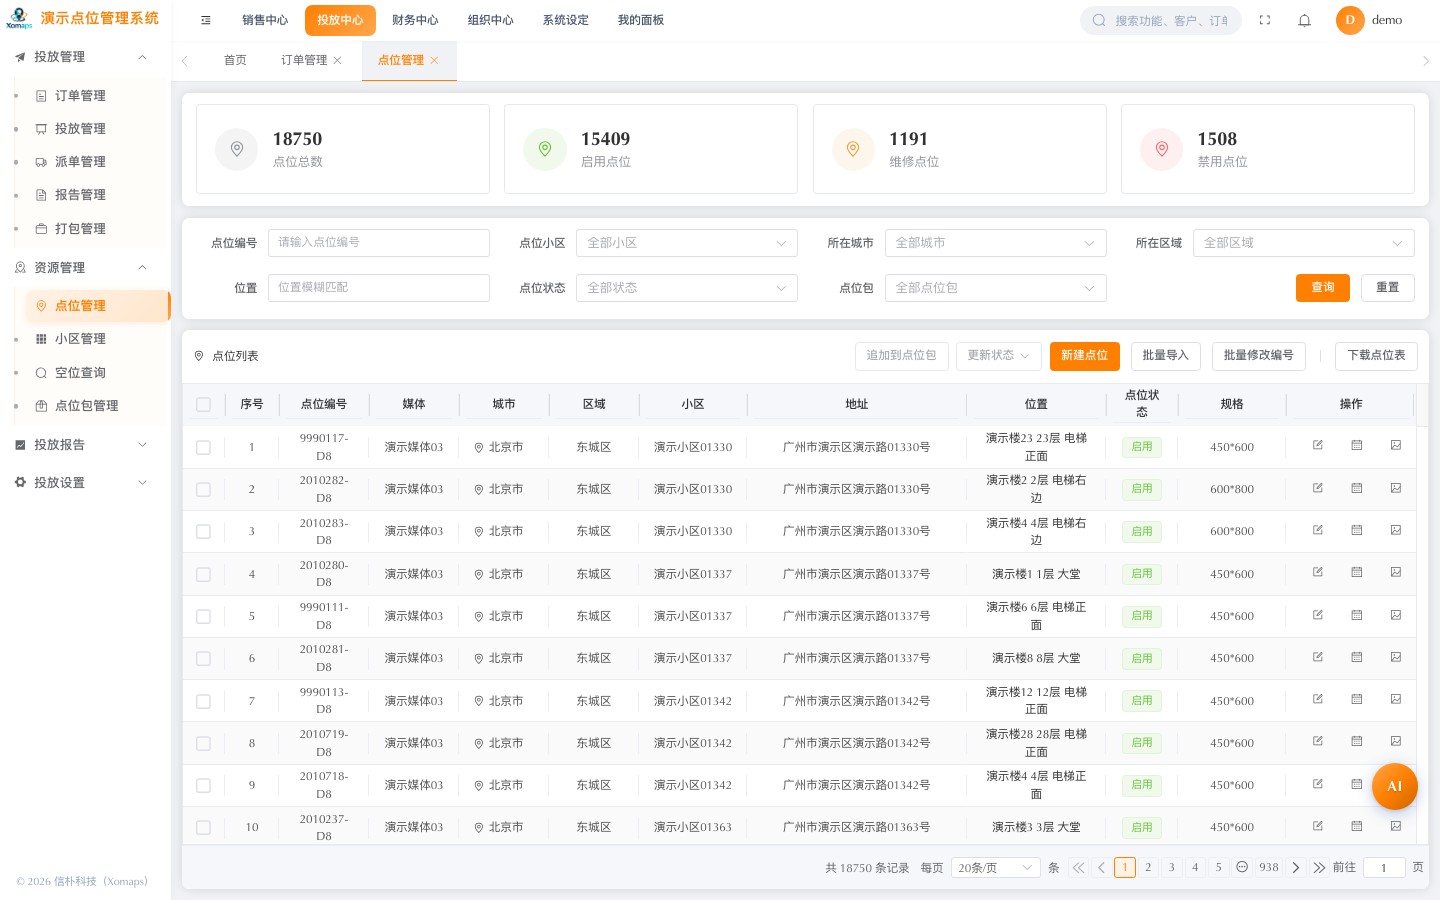 Xomaps 演示点位管理系统
销售中心 投放中心 财务中心 组织中心 系统设定 我的面板
搜索功能、客户、订单
D demo
首页 订单管理 点位管理
投放管理
订单管理
投放管理
派单管理
报告管理
打包管理
资源管理
点位管理
小区管理
空位查询
点位包管理
投放报告
投放设置
© 2026 信朴科技（Xomaps）
18750
点位总数
15409
启用点位
1191
维修点位
1508
禁用点位
点位编号 请输入点位编号 点位小区 全部小区 所在城市 全部城市 所在区域 全部区域
位置 位置模糊匹配 点位状态 全部状态 点位包 全部点位包 查询 重置
点位列表 追加到点位包 更新状态 新建点位 批量导入 批量修改编号 下载点位表
序号 点位编号 媒体 城市 区域 小区 地址 位置 点位状态 规格 操作
1 9990117-D8 演示媒体03 北京市 东城区 演示小区01330 广州市演示区演示路01330号 演示楼23 23层 电梯正面 启用 450*600
2 2010282-D8 演示媒体03 北京市 东城区 演示小区01330 广州市演示区演示路01330号 演示楼2 2层 电梯右边 启用 600*800
3 2010283-D8 演示媒体03 北京市 东城区 演示小区01330 广州市演示区演示路01330号 演示楼4 4层 电梯右边 启用 600*800
4 2010280-D8 演示媒体03 北京市 东城区 演示小区01337 广州市演示区演示路01337号 演示楼1 1层 大堂 启用 450*600
5 9990111-D8 演示媒体03 北京市 东城区 演示小区01337 广州市演示区演示路01337号 演示楼6 6层 电梯正面 启用 450*600
6 2010281-D8 演示媒体03 北京市 东城区 演示小区01337 广州市演示区演示路01337号 演示楼8 8层 大堂 启用 450*600
7 9990113-D8 演示媒体03 北京市 东城区 演示小区01342 广州市演示区演示路01342号 演示楼12 12层 电梯正面 启用 450*600
8 2010719-D8 演示媒体03 北京市 东城区 演示小区01342 广州市演示区演示路01342号 演示楼28 28层 电梯正面 启用 450*600
9 2010718-D8 演示媒体03 北京市 东城区 演示小区01342 广州市演示区演示路01342号 演示楼4 4层 电梯正面 启用 450*600
10 2010237-D8 演示媒体03 北京市 东城区 演示小区01363 广州市演示区演示路01363号 演示楼3 3层 大堂 启用 450*600
AI
共 18750 条记录 每页 20条/页 条 1 2 3 4 5 938 前往 1 页